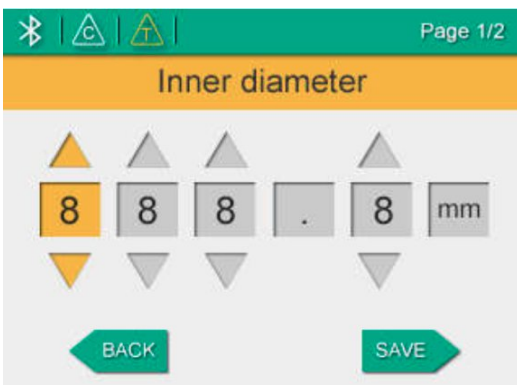 C T Page 1/2
Inner diameter
8 8 8 . 8 mm
BACK SAVE